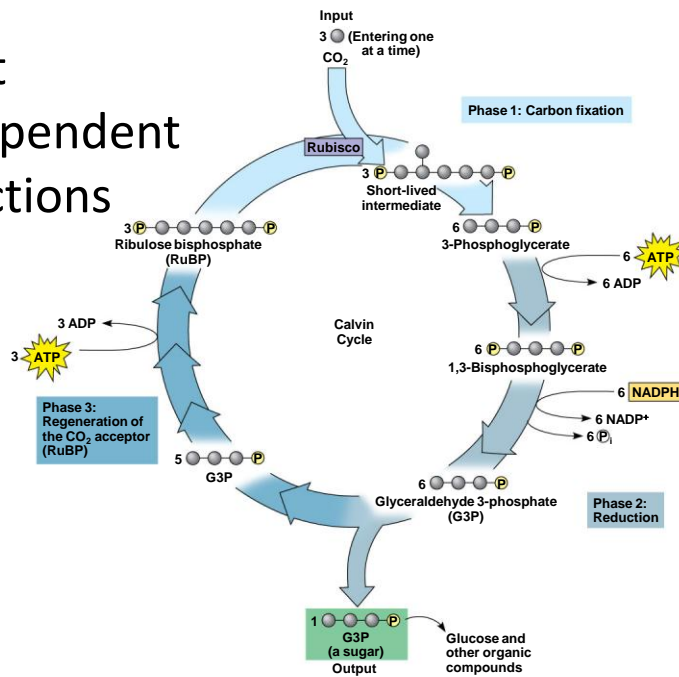 t
pendent
ctions
Input
3 (Entering one
at a time)
CO₂
Phase 1: Carbon fixation
Rubisco
3 P P
Short-lived
intermediate
3 P P
Ribulose bisphosphate
(RuBP)
6 P
3-Phosphoglycerate
6 ATP
6 ADP
3 ADP
3 ATP
Calvin
Cycle
6 P P
1,3-Bisphosphoglycerate
6 NADPH
6 NADP⁺
6 Pᵢ
Phase 3:
Regeneration of
the CO₂ acceptor
(RuBP)
5 P
G3P
6 P
Glyceraldehyde 3-phosphate
(G3P)
Phase 2:
Reduction
1 P
G3P
(a sugar)
Output
Glucose and
other organic
compounds